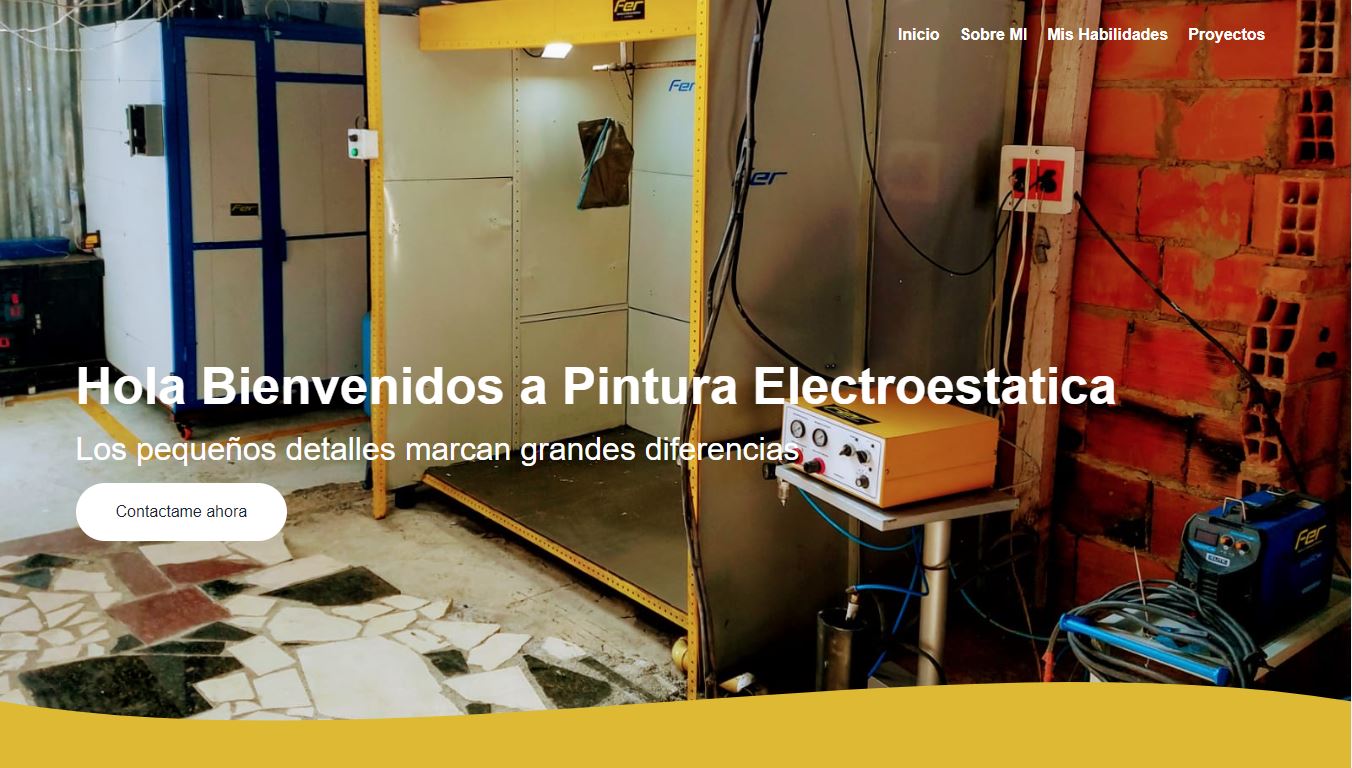 Fer
Inicio Sobre MI Mis Habilidades Proyectos
Fer
Fer
Fer
Hola Bienvenidos a Pintura Electroestatica
Los pequeños detalles marcan grandes diferencias
Contactame ahora
Fer